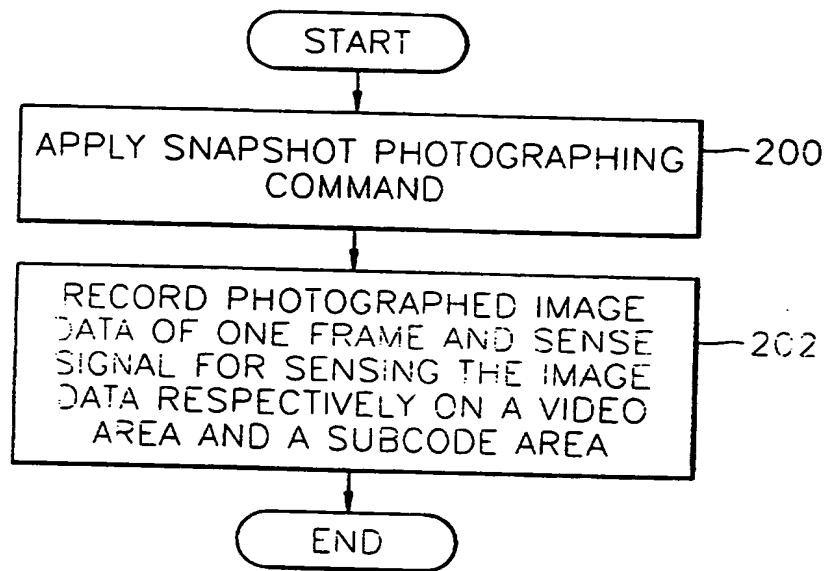 START
APPLY SNAPSHOT PHOTOGRAPHING
COMMAND
200
RECORD PHOTOGRAPHED IMAGE
DATA OF ONE FRAME AND SENSE
SIGNAL FOR SENSING THE IMAGE
DATA RESPECTIVELY ON A VIDEO
AREA AND A SUBCODE AREA
202
END